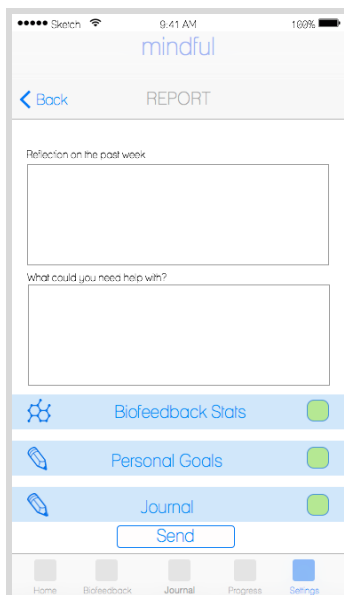 Sketch 9:41 AM 100%
mindful
Back REPORT
Reflection on the past week
What could you need help with?
Biofeedback Stats
Personal Goals
Journal
Send
Home Biofeedback Journal Progress Settings